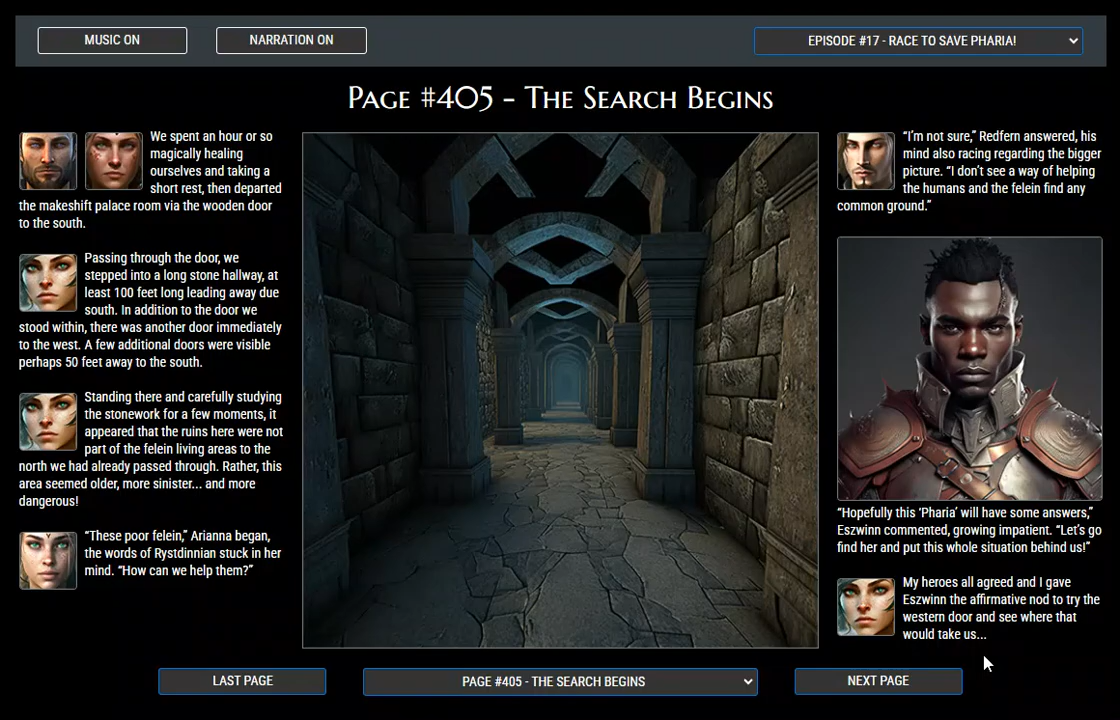 MUSIC ON
NARRATION ON
EPISODE #17 - RACE TO SAVE PHARIA!
Page #405 - The Search Begins
We spent an hour or so
magically healing
ourselves and taking a
short rest, then departed
the makeshift palace room via the wooden door
to the south.
Passing through the door, we
stepped into a long stone hallway, at
least 100 feet long leading away due
south. In addition to the door we
stood within, there was another door immediately
to the west. A few additional doors were visible
perhaps 50 feet away to the south.
Standing there and carefully studying
the stonework for a few moments, it
appeared that the ruins here were not
part of the felein living areas to the
north we had already passed through. Rather, this
area seemed older, more sinister... and more
dangerous!
“These poor felein,” Arianna began,
the words of Rystdinnian stuck in her
mind. “How can we help them?”
“I’m not sure,” Redfern answered, his
mind also racing regarding the bigger
picture. “I don’t see a way of helping
the humans and the felein find any
common ground.”
“Hopefully this ‘Pharia’ will have some answers,”
Eszwinn commented, growing impatient. “Let’s go
find her and put this whole situation behind us!”
My heroes all agreed and I gave
Eszwinn the affirmative nod to try the
western door and see where that
would take us...
LAST PAGE
PAGE #405 - THE SEARCH BEGINS
NEXT PAGE